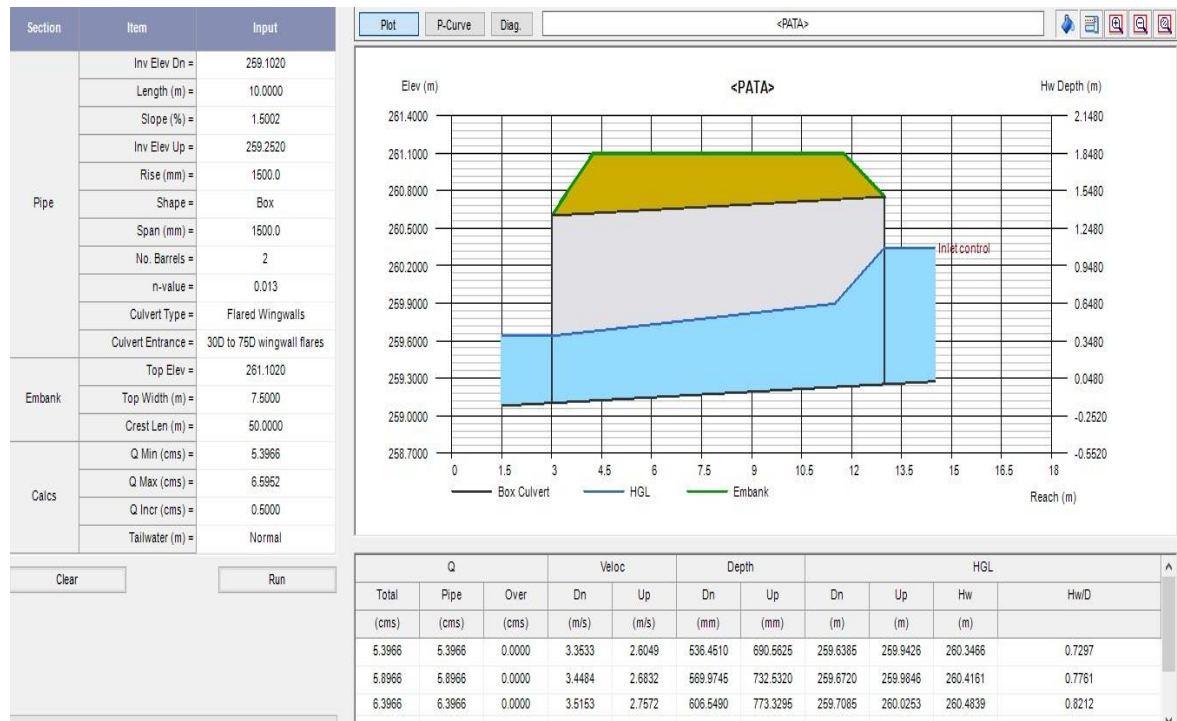 Section Item Input
Pipe
Inv Elev Dn = 259.1020
Length (m) = 10.0000
Slope (%) = 1.5002
Inv Elev Up = 259.2520
Rise (mm) = 1500.0
Shape = Box
Span (mm) = 1500.0
No. Barrels = 2
n-value = 0.013
Culvert Type = Flared Wingwalls
Culvert Entrance = 30D to 75D wingwall flares
Embank
Top Elev = 261.1020
Top Width (m) = 7.5000
Crest Len (m) = 50.0000
Calcs
Q Min (cms) = 5.3966
Q Max (cms) = 6.5952
Q Incr (cms) = 0.5000
Tailwater (m) = Normal
Clear Run
Plot P-Curve Diag. <PATA>
Elev (m) <PATA> Hw Depth (m)
261.4000 2.1480
261.1000 1.8480
260.8000 1.5480
260.5000 1.2480
260.2000 0.9480
259.9000 0.6480
259.6000 0.3480
259.3000 0.0480
259.0000 -0.2520
258.7000 -0.5520
Inlet control
0 1.5 3 4.5 6 7.5 9 10.5 12 13.5 15 16.5 18
Box Culvert HGL Embank
Reach (m)
Q Veloc Depth HGL
Total Pipe Over Dn Up Dn Up Dn Up Hw Hw/D
(cms) (cms) (cms) (m/s) (m/s) (mm) (mm) (m) (m) (m)
5.3966 5.3966 0.0000 3.3533 2.6049 536.4510 690.5625 259.6385 259.9426 260.3466 0.7297
5.8966 5.8966 0.0000 3.4484 2.6832 569.9745 732.5320 259.6720 259.9846 260.4161 0.7761
6.3966 6.3966 0.0000 3.5153 2.7572 606.5490 773.3295 259.7085 260.0253 260.4839 0.8212